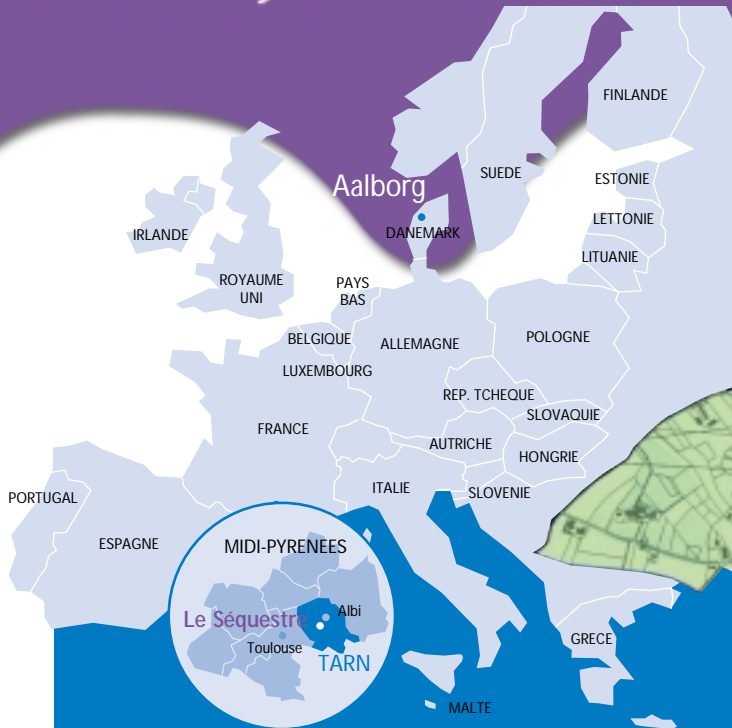 FINLANDE
SUEDE
Aalborg
ESTONIE
LETTONIE
DANEMARK
IRLANDE
LITUANIE
ROYAUME
UNI
PAYS
BAS
BELGIQUE
ALLEMAGNE
POLOGNE
LUXEMBOURG
REP. TCHEQUE
SLOVAQUIE
FRANCE
AUTRICHE
HONGRIE
ITALIE
SLOVENIE
PORTUGAL
ESPAGNE
MIDI-PYRENEES
Albi
Le Séquestre
Toulouse
TARN
GRECE
MALTE